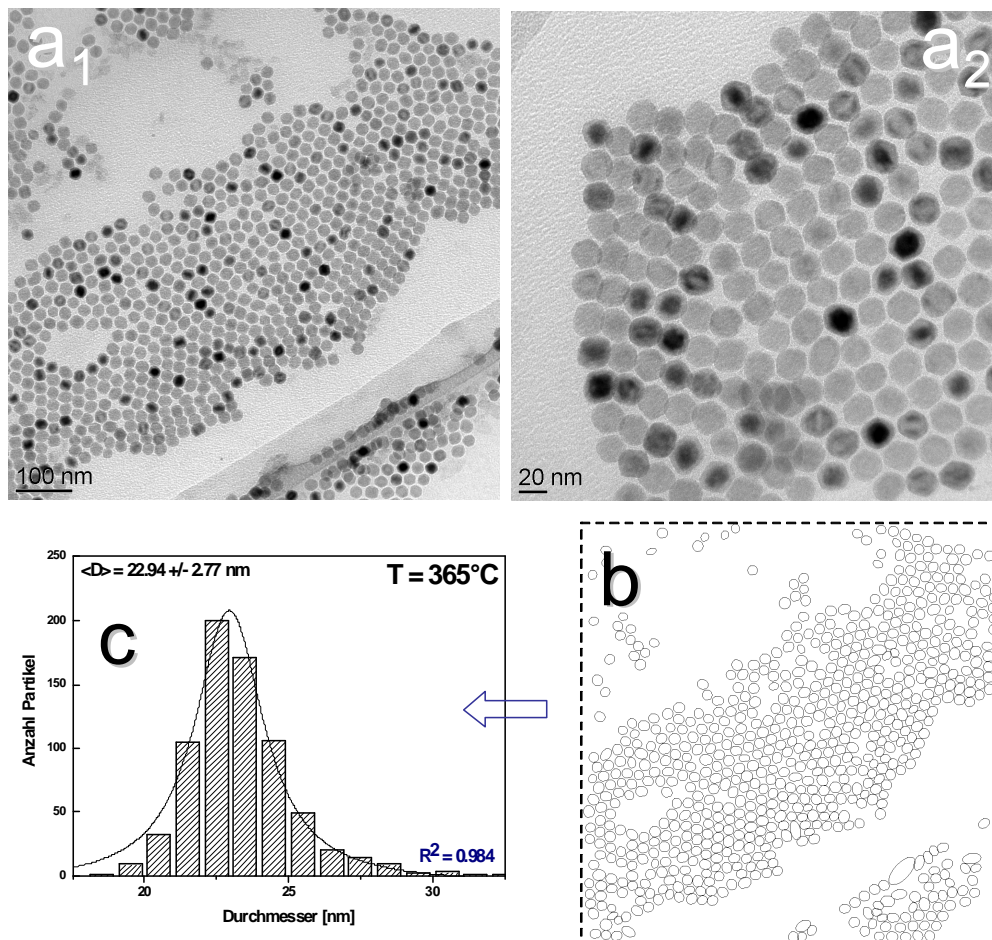 a1
a2
100 nm
20 nm
250
<D> = 22.94 +/- 2.77 nm
T = 365°C
200
150
100
50
0
c
Anzahl Partikel
R² = 0.984
20
25
30
Durchmesser [nm]
b